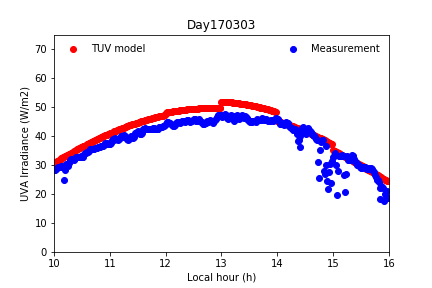 Day170303
TUV model
Measurement
UVA Irradiance (W/m2)
70
60
50
40
30
20
10
0
10 11 12 13 14 15 16
Local hour (h)